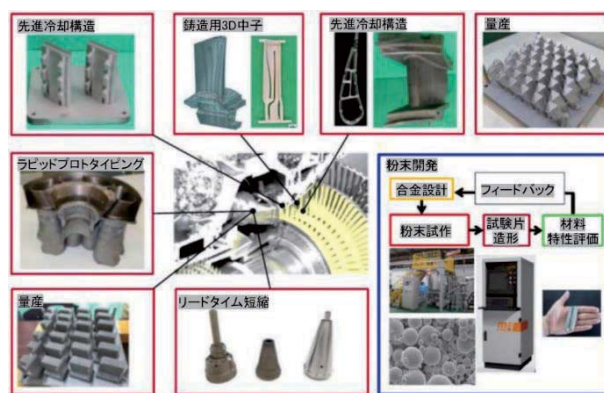 先進冷却構造
鋳造用3D中子
先進冷却構造
量産
ラピッドプロトタイピング
粉末開発
合金設計
フィードバック
粉末試作
試験片
造形
材料
特性評価
量産
リードタイム短縮